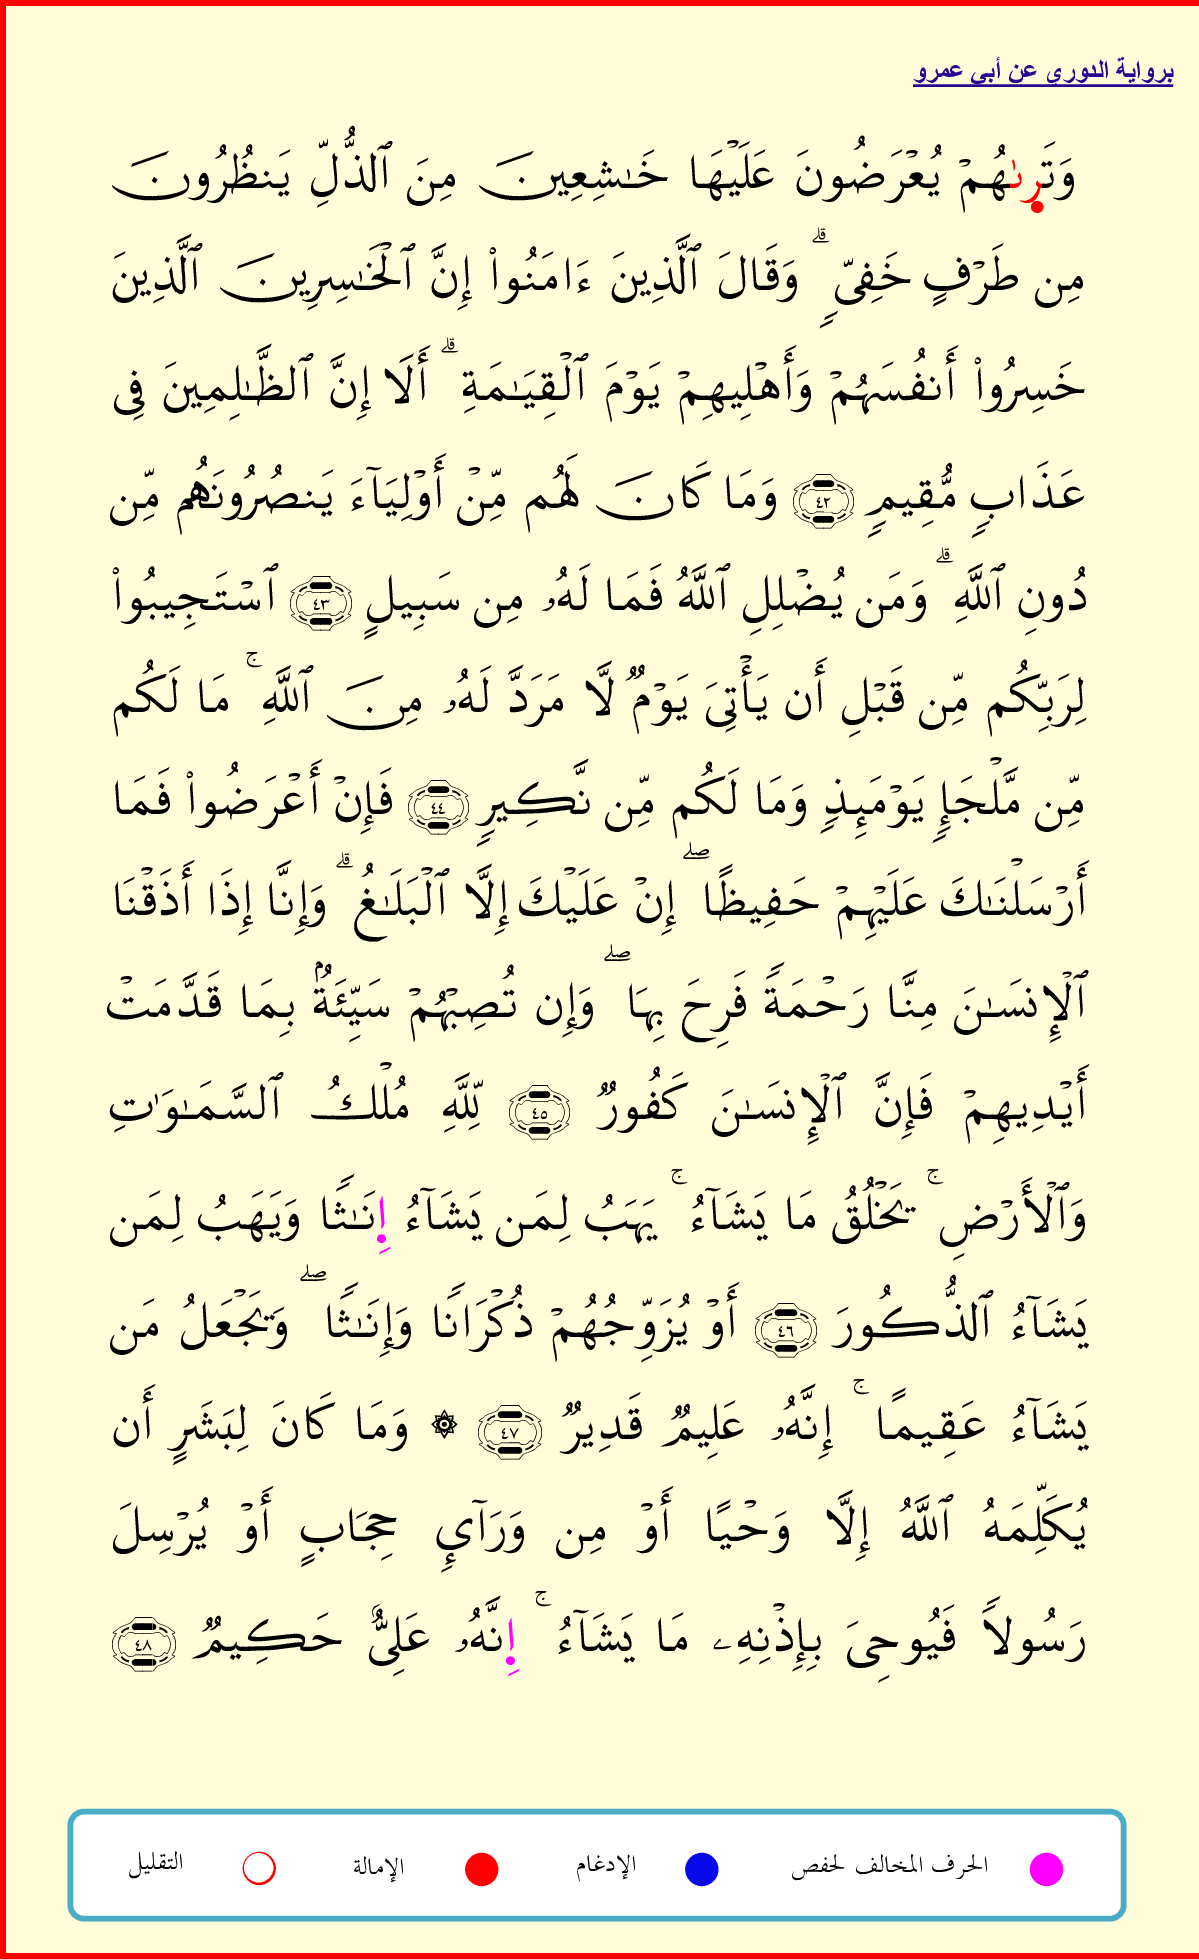 برواية الدوري عن أبي عمرو
وَتَرِىٰهُمْ يُعْرَضُونَ عَلَيْهَا خَٰشِعِينَ مِنَ ٱلذُّلِّ يَنظُرُونَ
مِن طَرْفٍ خَفِىٍّ ۗ وَقَالَ ٱلَّذِينَ ءَامَنُوا۟ إِنَّ ٱلْخَٰسِرِينَ ٱلَّذِينَ
خَسِرُوا۟ أَنفُسَهُمْ وَأَهْلِيهِمْ يَوْمَ ٱلْقِيَٰمَةِ ۗ أَلَا إِنَّ ٱلظَّٰلِمِينَ فِى
عَذَابٍ مُّقِيمٍ ٤٢ وَمَا كَانَ لَهُم مِّنْ أَوْلِيَآءَ يَنصُرُونَهُم مِّن
دُونِ ٱللَّهِ ۗ وَمَن يُضْلِلِ ٱللَّهُ فَمَا لَهُۥ مِن سَبِيلٍ ٤٣ ٱسْتَجِيبُوا۟
لِرَبِّكُم مِّن قَبْلِ أَن يَأْتِىَ يَوْمٌ لَّا مَرَدَّ لَهُۥ مِنَ ٱللَّهِ ۚ مَا لَكُم
مِّن مَّلْجَإٍ يَوْمَئِذٍ وَمَا لَكُم مِّن نَّكِيرٍ ٤٤ فَإِنْ أَعْرَضُوا۟ فَمَا
أَرْسَلْنَٰكَ عَلَيْهِمْ حَفِيظًا ۖ إِنْ عَلَيْكَ إِلَّا ٱلْبَلَٰغُ ۗ وَإِنَّا إِذَا أَذَقْنَا
ٱلْإِنسَٰنَ مِنَّا رَحْمَةً فَرِحَ بِهَا ۖ وَإِن تُصِبْهُمْ سَيِّئَةٌۢ بِمَا قَدَّمَتْ
أَيْدِيهِمْ فَإِنَّ ٱلْإِنسَٰنَ كَفُورٌ ٤٥ لِّلَّهِ مُلْكُ ٱلسَّمَٰوَٰتِ
وَٱلْأَرْضِ ۚ يَخْلُقُ مَا يَشَآءُ ۚ يَهَبُ لِمَن يَشَآءُ إِنَٰثًا وَيَهَبُ لِمَن
يَشَآءُ ٱلذُّكُورَ ٤٦ أَوْ يُزَوِّجُهُمْ ذُكْرَانًا وَإِنَٰثًا ۖ وَيَجْعَلُ مَن
يَشَآءُ عَقِيمًا ۚ إِنَّهُۥ عَلِيمٌ قَدِيرٌ ٤٧ ۞ وَمَا كَانَ لِبَشَرٍ أَن
يُكَلِّمَهُ ٱللَّهُ إِلَّا وَحْيًا أَوْ مِن وَرَآئِ حِجَابٍ أَوْ يُرْسِلَ
رَسُولًا فَيُوحِىَ بِإِذْنِهِۦ مَا يَشَآءُ ۚ إِنَّهُۥ عَلِىٌّ حَكِيمٌ ٤٨
الحرف المخالف لحفص الإدغام الإمالة التقليل